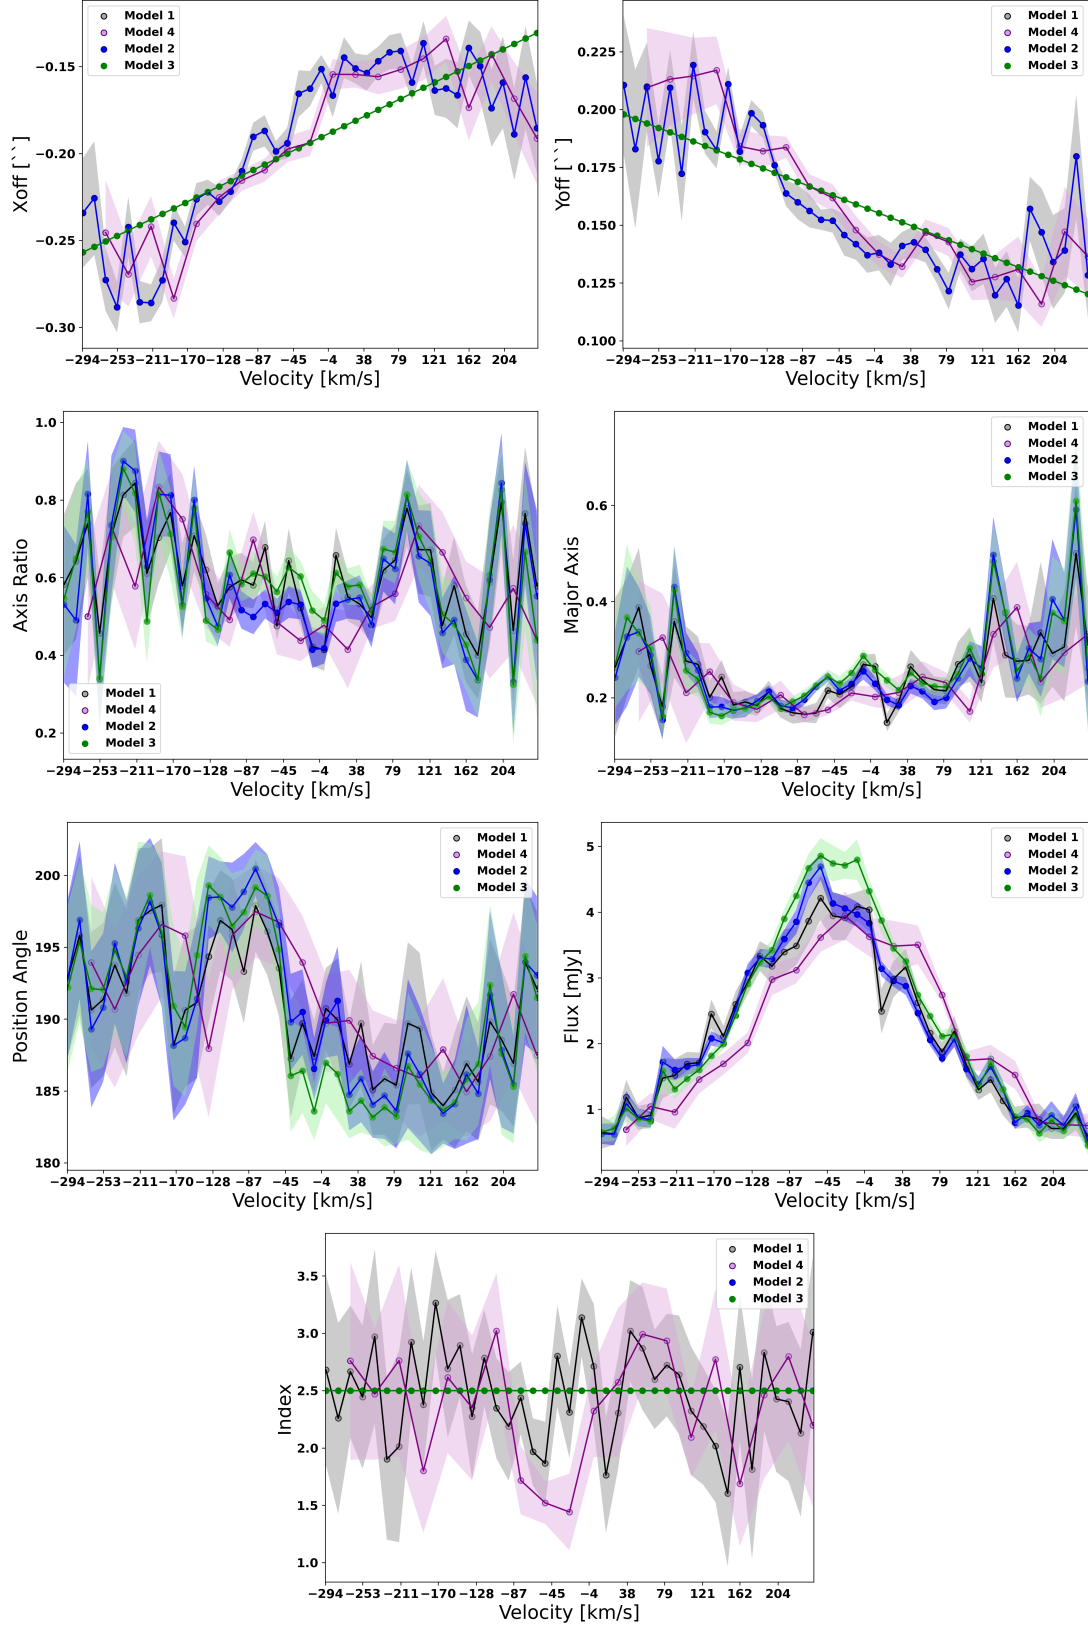 Model 1
Model 4
Model 2
Model 3
−0.15
−0.20
−0.25
−0.30
Xoff [``]
−294 −253 −211 −170 −128 −87 −45 −4 38 79 121 162 204
Velocity [km/s]
Model 1
Model 4
Model 2
Model 3
0.225
0.200
0.175
0.150
0.125
0.100
Yoff [``]
−294 −253 −211 −170 −128 −87 −45 −4 38 79 121 162 204
Velocity [km/s]
1.0
0.8
0.6
0.4
0.2
Axis Ratio
Model 1
Model 4
Model 2
Model 3
−294 −253 −211 −170 −128 −87 −45 −4 38 79 121 162 204
Velocity [km/s]
Model 1
Model 4
Model 2
Model 3
0.6
0.4
0.2
Major Axis
−294 −253 −211 −170 −128 −87 −45 −4 38 79 121 162 204
Velocity [km/s]
Model 1
Model 4
Model 2
Model 3
200
195
190
185
180
Position Angle
−294 −253 −211 −170 −128 −87 −45 −4 38 79 121 162 204
Velocity [km/s]
Model 1
Model 4
Model 2
Model 3
5
4
3
2
1
Flux [mJy]
−294 −253 −211 −170 −128 −87 −45 −4 38 79 121 162 204
Velocity [km/s]
Model 1
Model 4
Model 2
Model 3
3.5
3.0
2.5
2.0
1.5
1.0
Index
−294 −253 −211 −170 −128 −87 −45 −4 38 79 121 162 204
Velocity [km/s]